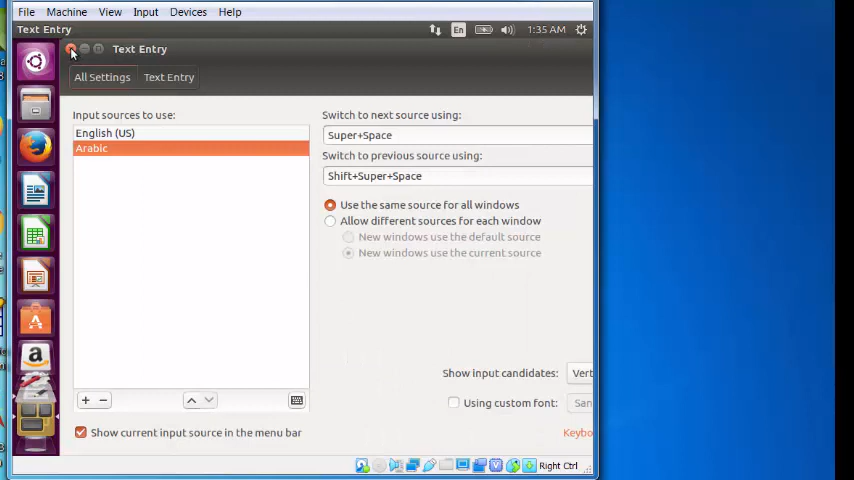 File Machine View Input Devices Help
Text Entry En 1:35 AM
Text Entry
All Settings Text Entry
Input sources to use:
English (US)
Arabic
Switch to next source using:
Super+Space
Switch to previous source using:
Shift+Super+Space
Use the same source for all windows
Allow different sources for each window
New windows use the default source
New windows use the current source
Show input candidates: Vert
Using custom font: San
Show current input source in the menu bar
Keybo
Right Ctrl